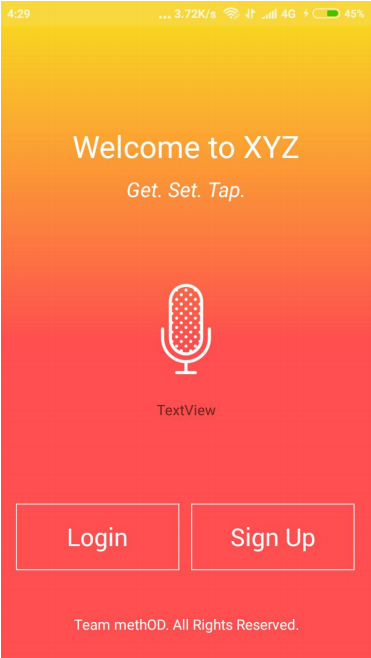 4:29 ... 3.72K/s 4G 45%
Welcome to XYZ
Get. Set. Tap.
TextView
Login Sign Up
Team methOD. All Rights Reserved.